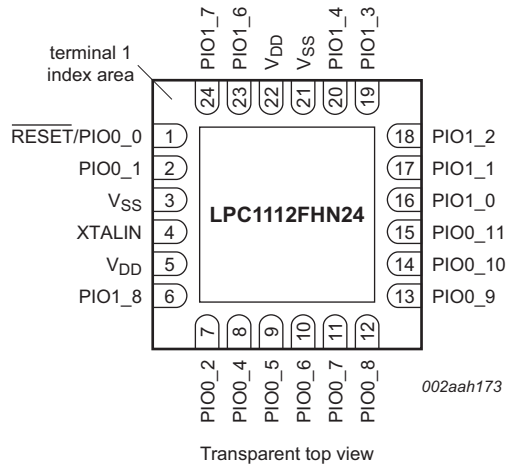 PIO1_7
PIO1_6
VDD
VSS
PIO1_4
PIO1_3
terminal 1
index area
24
23
22
21
20
19
RESET/PIO0_0 1
PIO0_1 2
VSS 3
XTALIN 4
VDD 5
PIO1_8 6
LPC1112FHN24
18 PIO1_2
17 PIO1_1
16 PIO1_0
15 PIO0_11
14 PIO0_10
13 PIO0_9
7
8
9
10
11
12
PIO0_2
PIO0_4
PIO0_5
PIO0_6
PIO0_7
PIO0_8
002aah173
Transparent top view